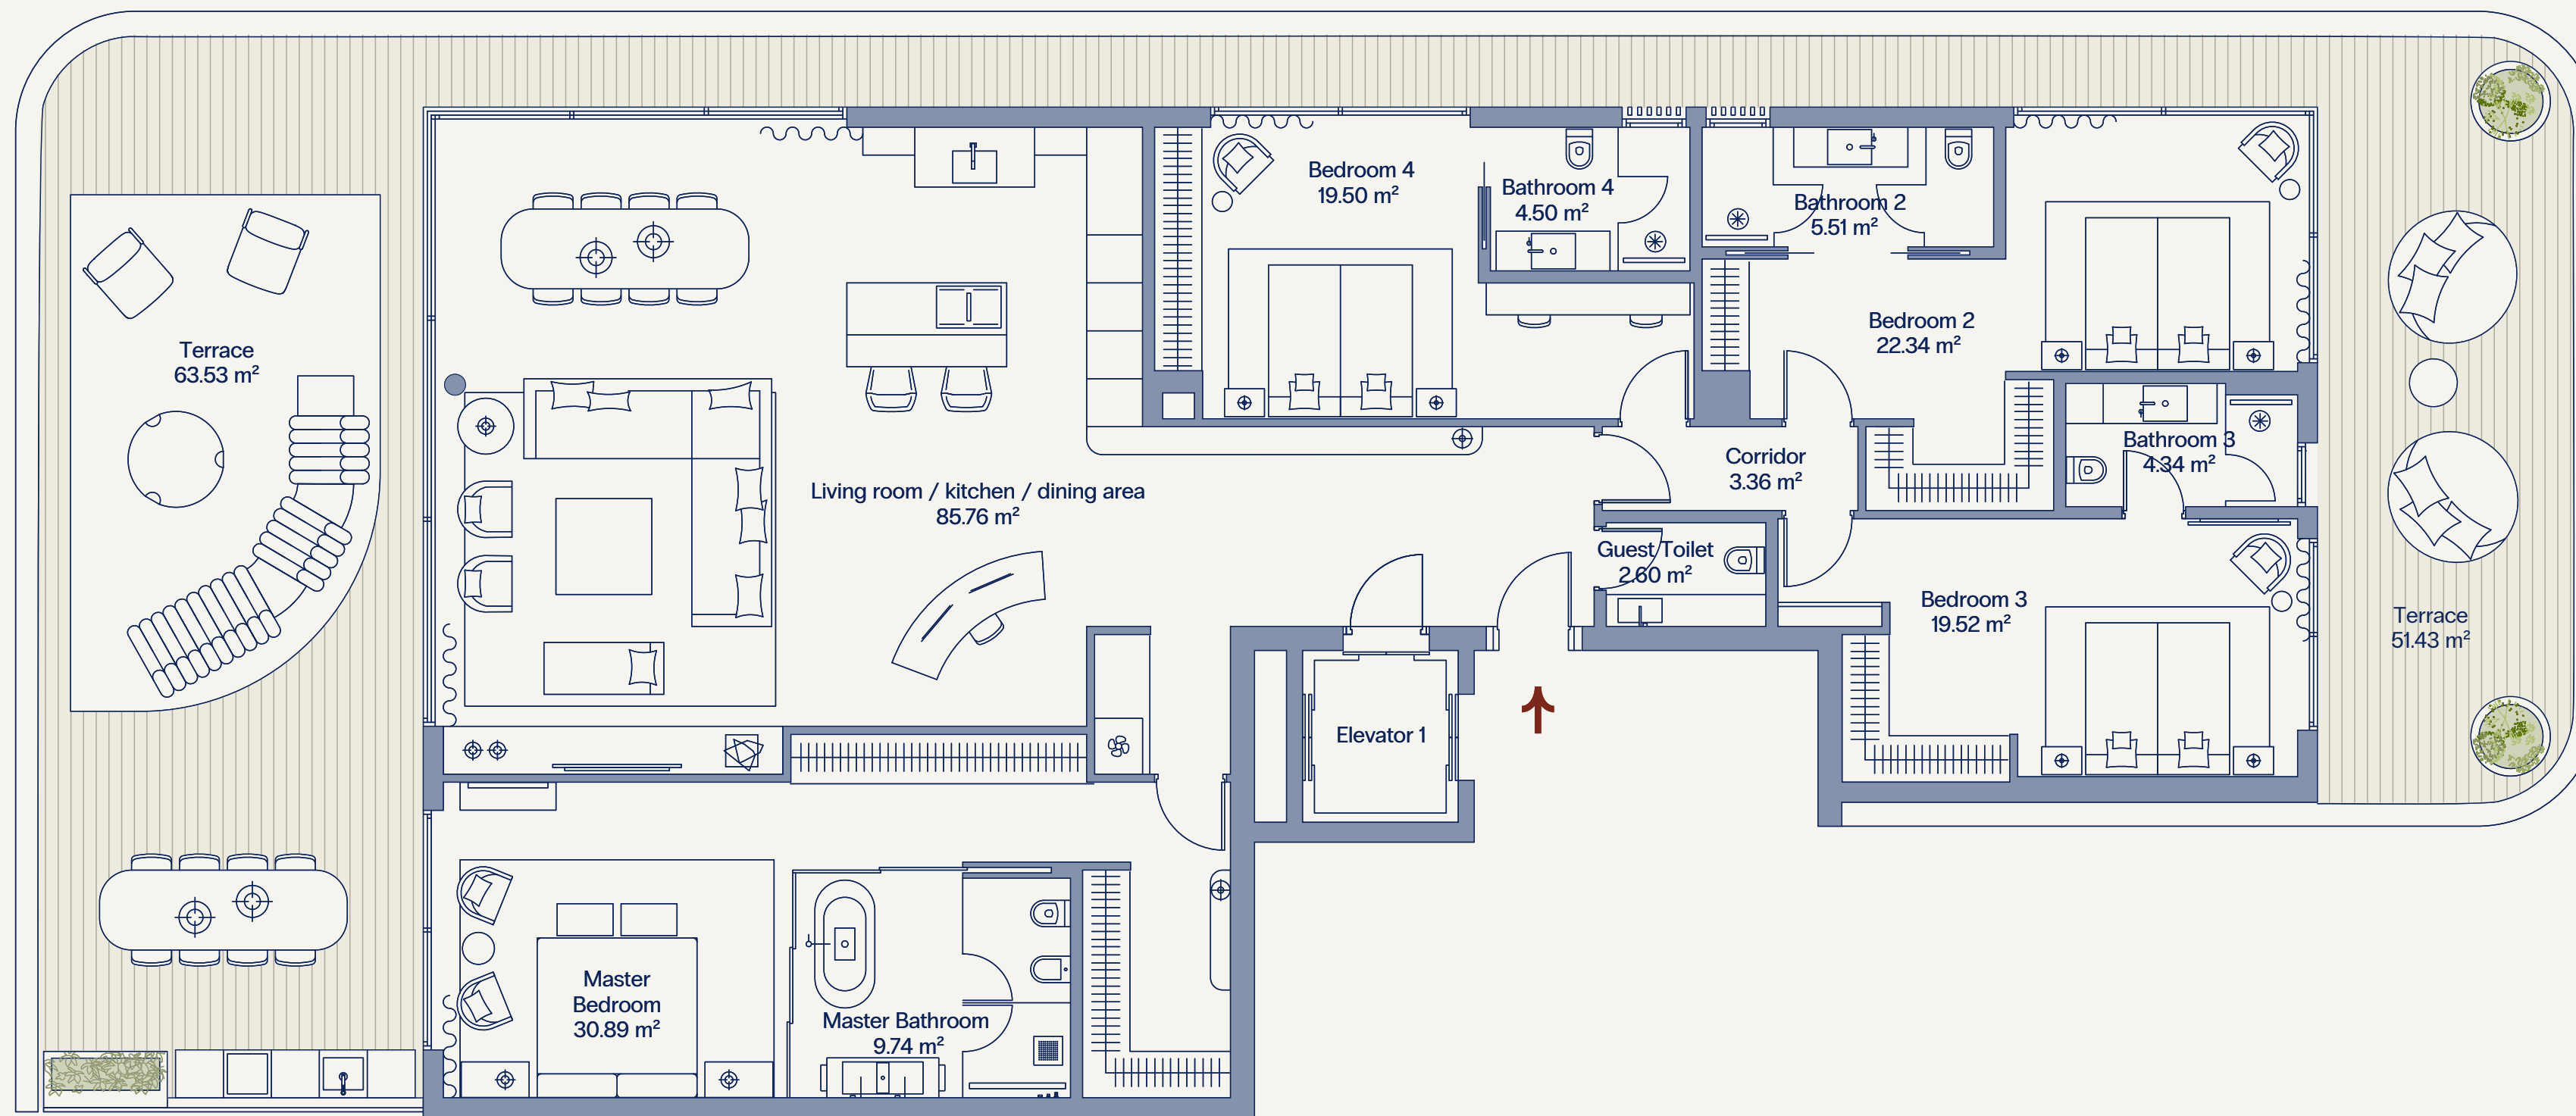 Terrace
63.53 m²
Living room / kitchen / dining area
85.76 m²
Bedroom 4
19.50 m²
Bathroom 4
4.50 m²
Bathroom 2
5.51 m²
Bedroom 2
22.34 m²
Corridor
3.36 m²
Bathroom 3
4.34 m²
Guest Toilet
2.60 m²
Bedroom 3
19.52 m²
Terrace
51.43 m²
Elevator 1
Master
Bedroom
30.89 m²
Master Bathroom
9.74 m²